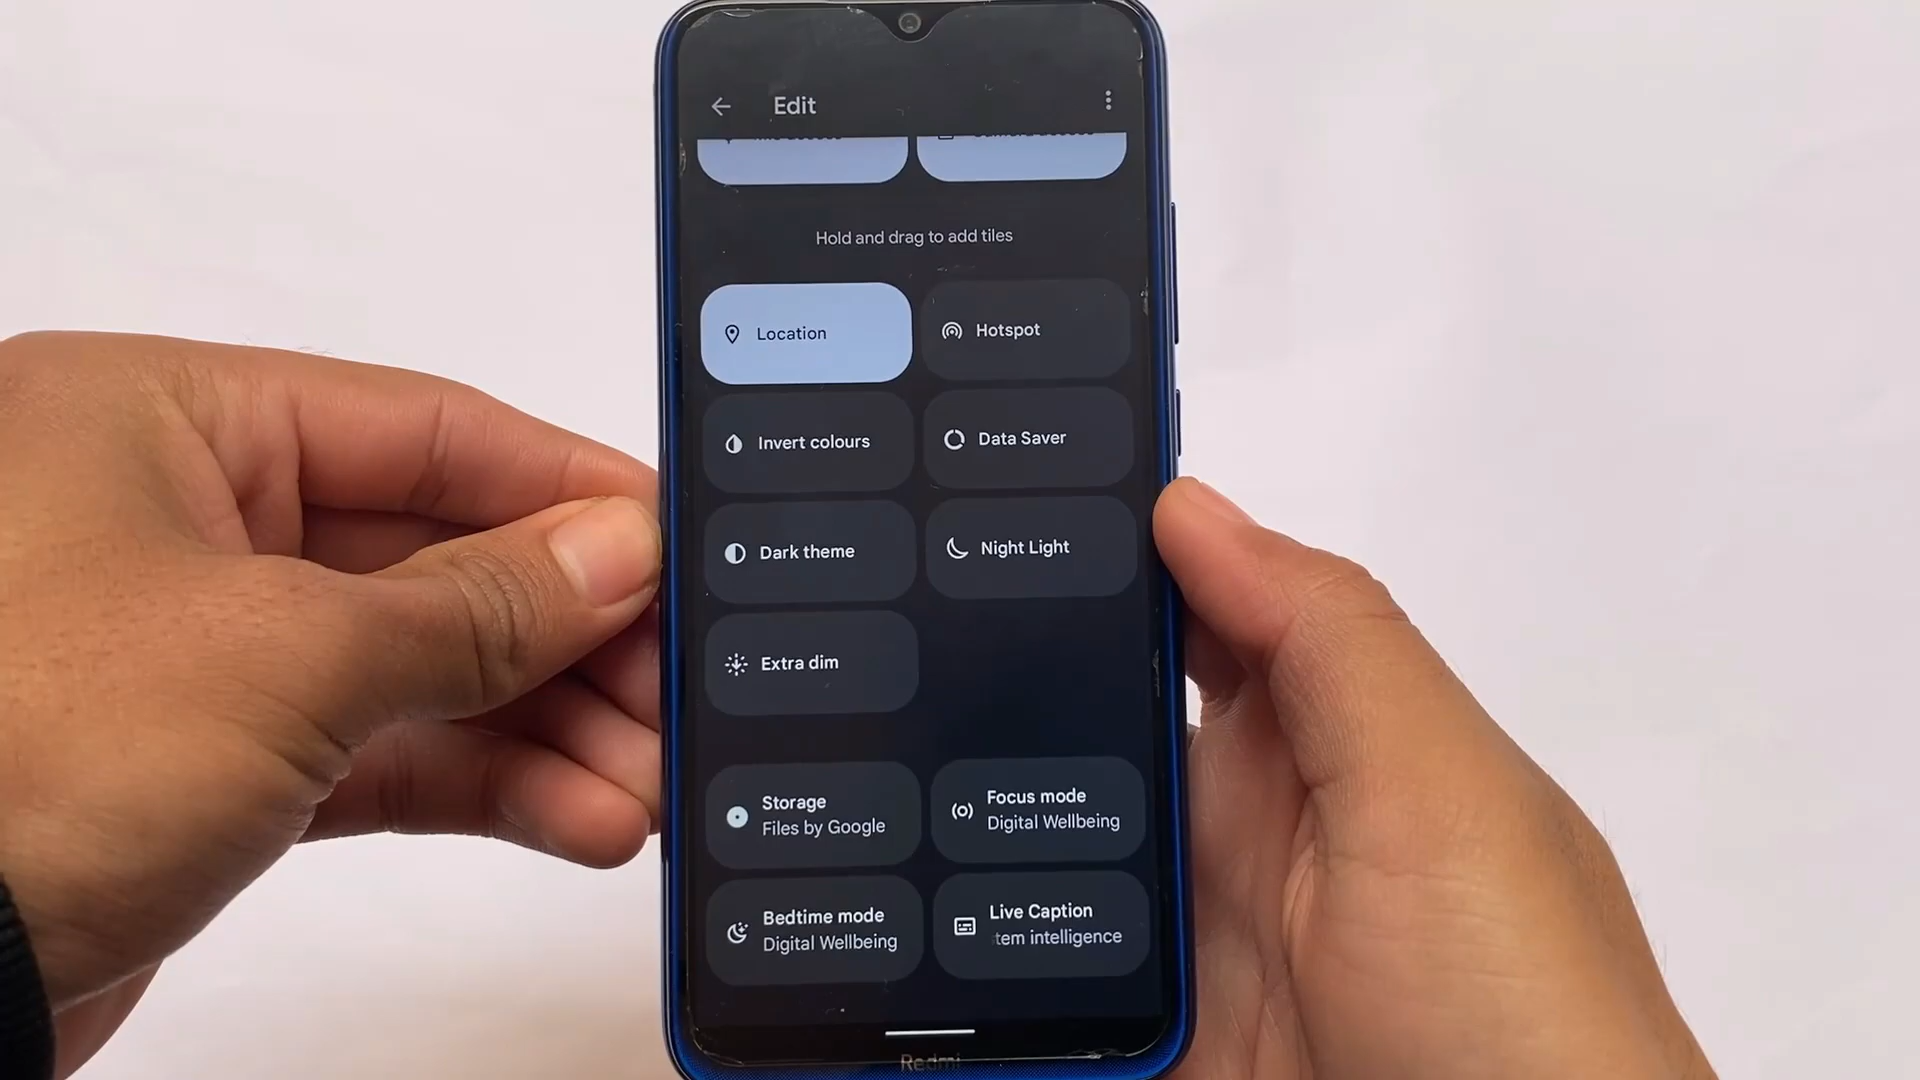 Edit
Hold and drag to add tiles
Location
Hotspot
Invert colours
Data Saver
Dark theme
Night Light
Extra dim
Storage
Files by Google
Focus mode
Digital Wellbeing
Bedtime mode
Digital Wellbeing
Live Caption
tem intelligence
Redmi